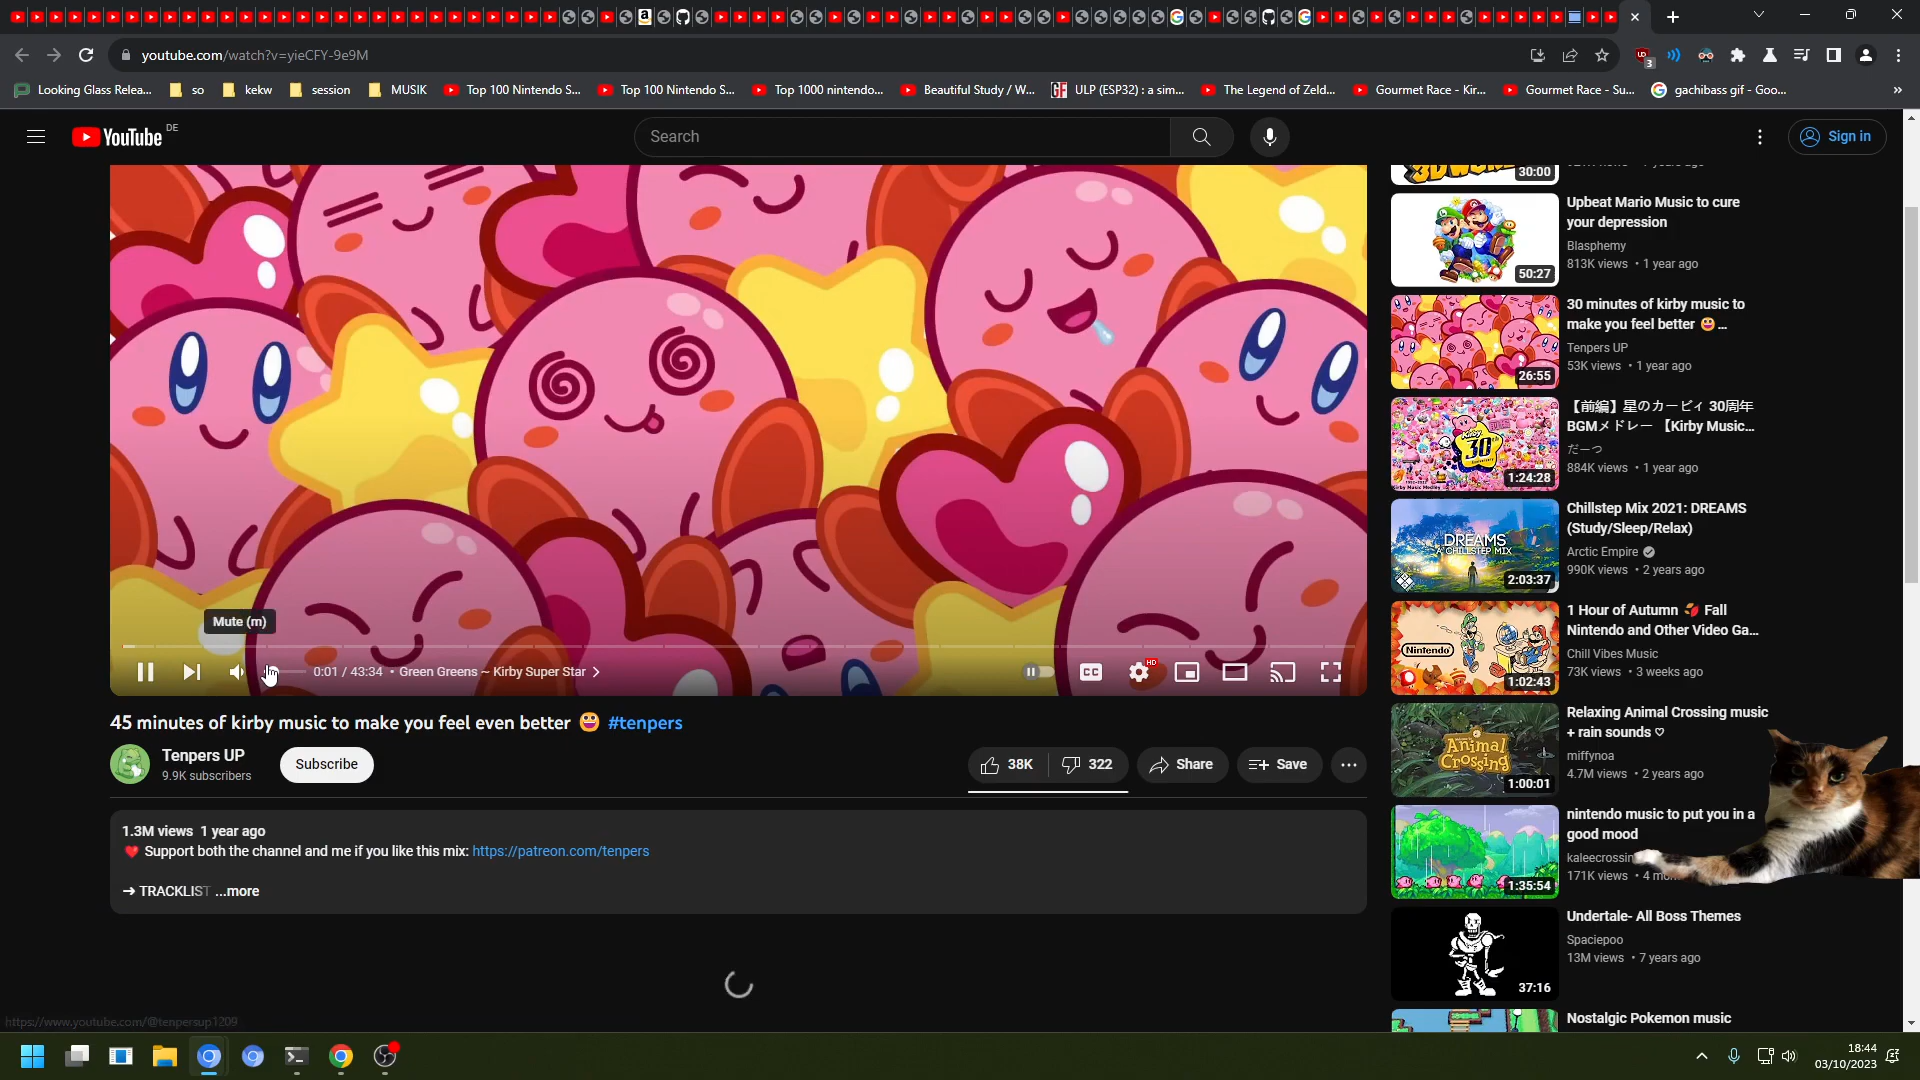 youtube.com/watch?v=yieCFY-9e9M
3
Looking Glass Relea...
so
kekw
session
MUSIK
Top 100 Nintendo S...
Top 100 Nintendo S...
Top 1000 nintendo...
Beautiful Study / W...
ULP (ESP32) : a sim...
The Legend of Zeld...
Gourmet Race - Kir...
Gourmet Race - Su...
gachibass gif - Goo...
»
YouTube DE
Search
Sign in
30:00
Upbeat Mario Music to cure
your depression
Blasphemy
813K views • 1 year ago
50:27
30 minutes of kirby music to
make you feel better 😀...
Tenpers UP
53K views • 1 year ago
26:55
【前編】星のカービィ 30周年
BGMメドレー 【Kirby Music...
だーつ
884K views • 1 year ago
1:24:28
Chillstep Mix 2021: DREAMS
(Study/Sleep/Relax)
Arctic Empire
990K views • 2 years ago
DREAMS
A CHILLSTEP MIX
2:03:37
1 Hour of Autumn 🍂 Fall
Nintendo and Other Video Ga...
Chill Vibes Music
73K views • 3 weeks ago
Nintendo
1:02:43
Relaxing Animal Crossing music
+ rain sounds ♡
miffynoa
4.7M views • 2 years ago
Animal
Crossing
1:00:01
nintendo music to put you in a
good mood
kaleecrossin
171K views • 4 mo
1:35:54
Undertale- All Boss Themes
Spaciepoo
13M views • 7 years ago
37:16
Nostalgic Pokemon music
Mute (m)
0:01 / 43:34 • Green Greens ~ Kirby Super Star
CC
HD
45 minutes of kirby music to make you feel even better 😀 #tenpers
Tenpers UP
9.9K subscribers
Subscribe
38K
322
Share
Save
1.3M views 1 year ago
❤️ Support both the channel and me if you like this mix: https://patreon.com/tenpers
➔ TRACKLIST ...more
https://www.youtube.com/@tenpersup1209
18:44
03/10/2023